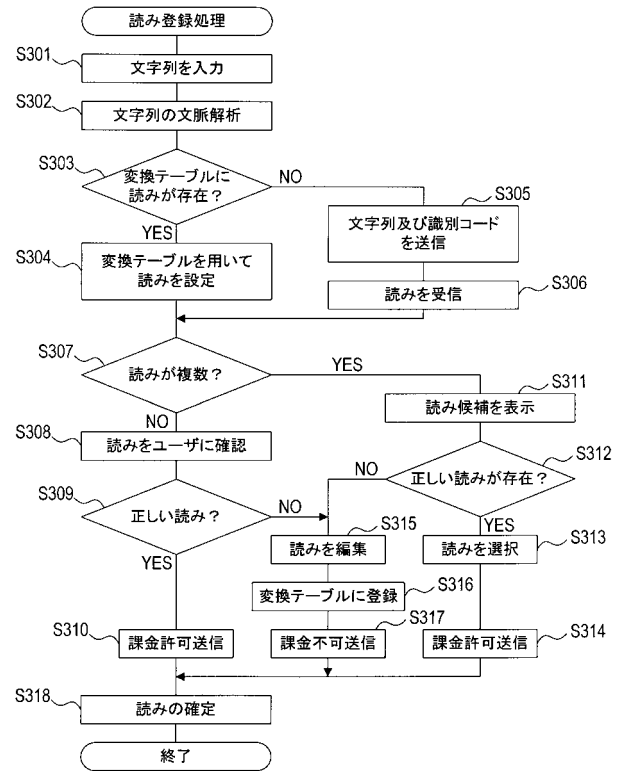 読み登録処理
S301
文字列を入力
S302
文字列の文脈解析
S303
変換テーブルに
読みが存在？
NO
YES
S305
文字列及び識別コード
を送信
S304
変換テーブルを用いて
読みを設定
S306
読みを受信
S307
読みが複数？
YES
NO
S311
読み候補を表示
S308
読みをユーザに確認
S312
正しい読みが存在？
NO
YES
S309
正しい読み？
NO
YES
S315
読みを編集
S313
読みを選択
S316
変換テーブルに登録
S317
課金不可送信
S310
課金許可送信
S314
課金許可送信
S318
読みの確定
終了